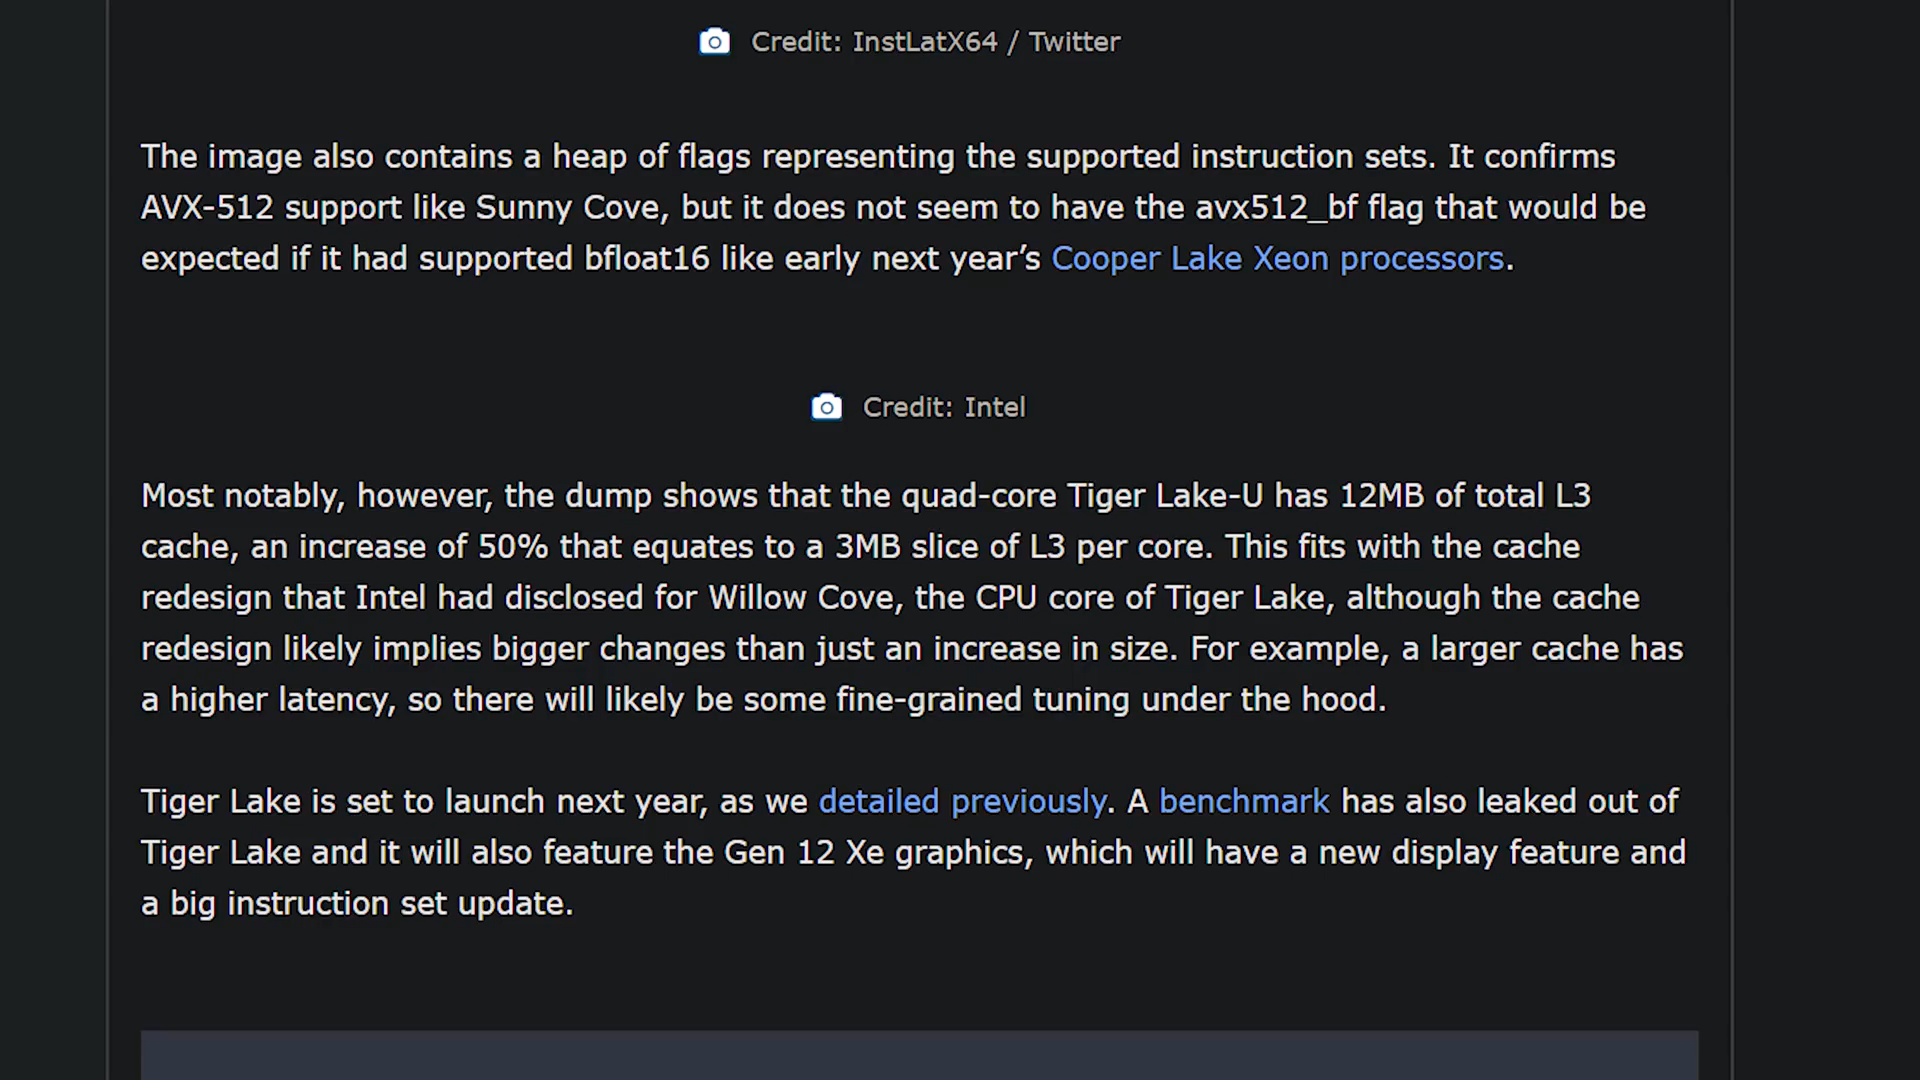 Credit: InstLatX64 / Twitter
The image also contains a heap of flags representing the supported instruction sets. It confirms
AVX-512 support like Sunny Cove, but it does not seem to have the avx512_bf flag that would be
expected if it had supported bfloat16 like early next year’s Cooper Lake Xeon processors.
Credit: Intel
Most notably, however, the dump shows that the quad-core Tiger Lake-U has 12MB of total L3
cache, an increase of 50% that equates to a 3MB slice of L3 per core. This fits with the cache
redesign that Intel had disclosed for Willow Cove, the CPU core of Tiger Lake, although the cache
redesign likely implies bigger changes than just an increase in size. For example, a larger cache has
a higher latency, so there will likely be some fine-grained tuning under the hood.
Tiger Lake is set to launch next year, as we detailed previously. A benchmark has also leaked out of
Tiger Lake and it will also feature the Gen 12 Xe graphics, which will have a new display feature and
a big instruction set update.